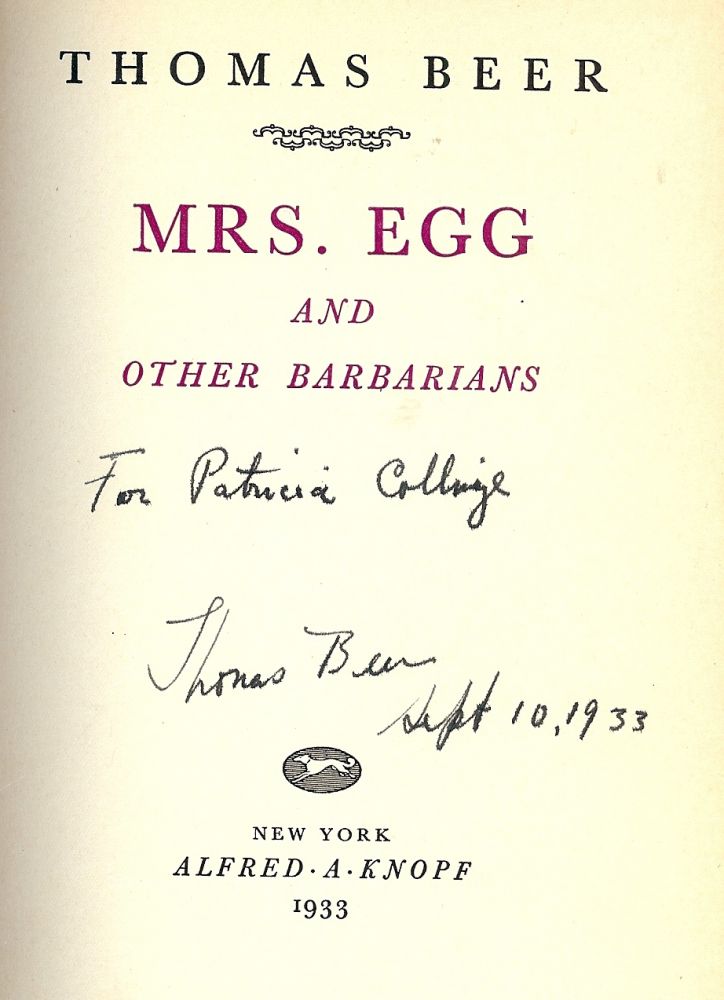 THOMAS BEER
MRS. EGG
AND
OTHER BARBARIANS
For Patricia Collinge
Thomas Beer
Sept 10, 1933
NEW YORK
ALFRED·A·KNOPF
1933